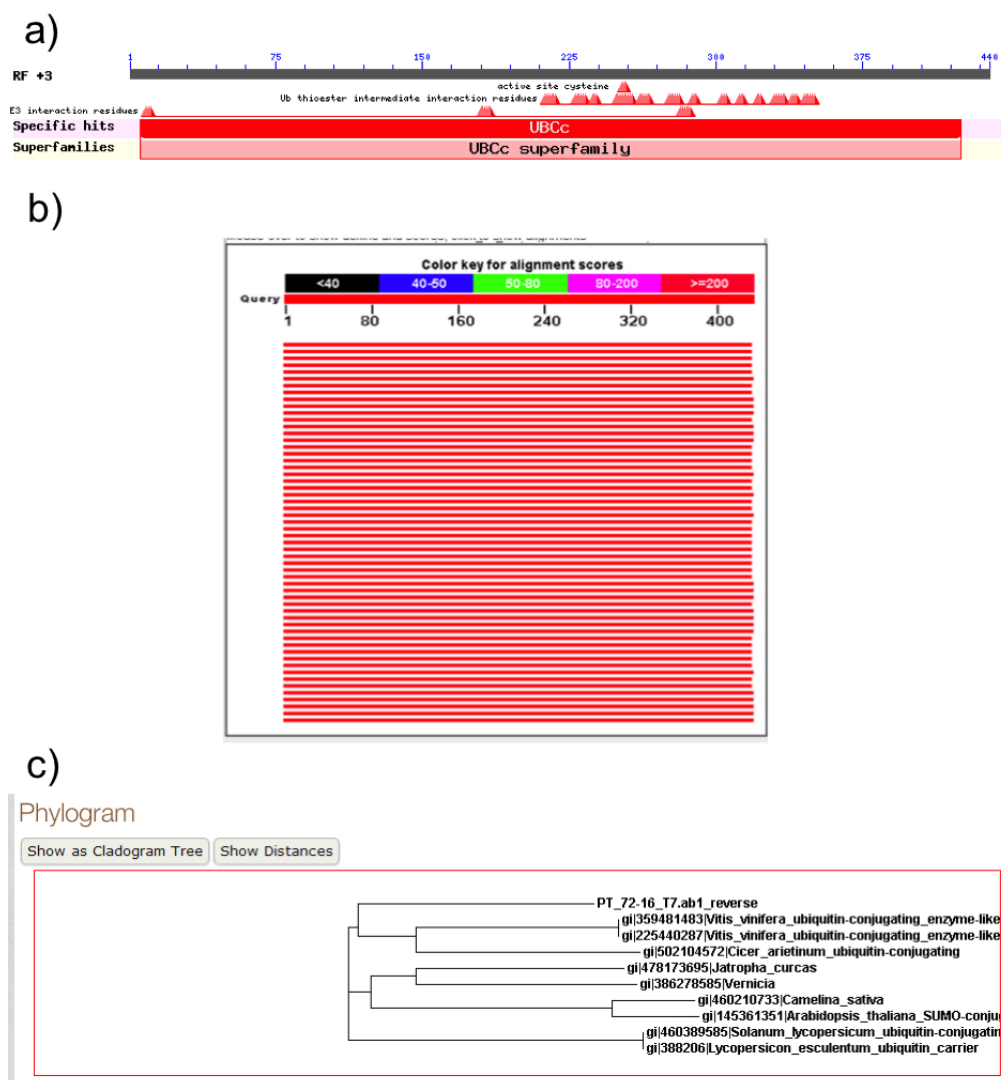 a)
1 75 150 225 300 375 440
RF +3
active site cysteine
Ub thioester intermediate interaction residues
E3 interaction residues
Specific hits UBCc
Superfamilies UBCc superfamily
b)
Color key for alignment scores
<40 40-50 50-80 80-200 >=200
Query
1 80 160 240 320 400
c)
Phylogram
Show as Cladogram Tree Show Distances
PT_72-16_T7.ab1_reverse
gi|359481483|Vitis_vinifera_ubiquitin-conjugating_enzyme-like
gi|225440287|Vitis_vinifera_ubiquitin-conjugating_enzyme-like
gi|502104572|Cicer_arietinum_ubiquitin-conjugating
gi|478173695|Jatropha_curcas
gi|386278585|Vernicia
gi|460210733|Camelina_sativa
gi|145361351|Arabidopsis_thaliana_SUMO-conjug
gi|460389585|Solanum_lycopersicum_ubiquitin-conjugatin
gi|388206|Lycopersicon_esculentum_ubiquitin_carrier